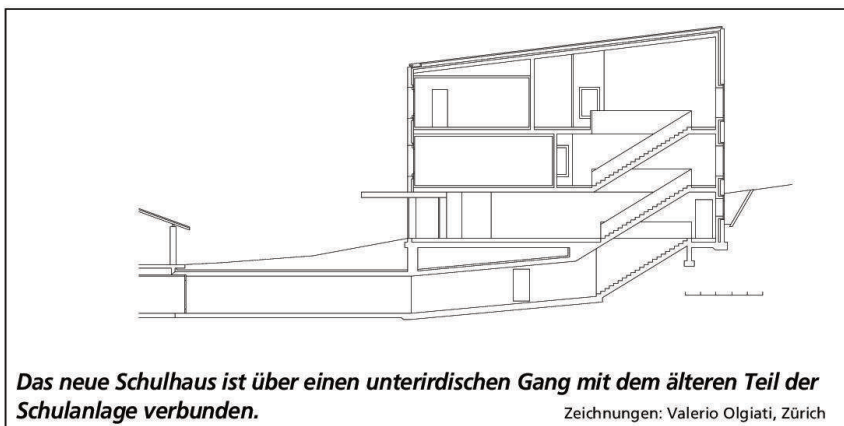 Das neue Schulhaus ist über einen unterirdischen Gang mit dem älteren Teil der
Schulanlage verbunden.
Zeichnungen: Valerio Olgiati, Zürich